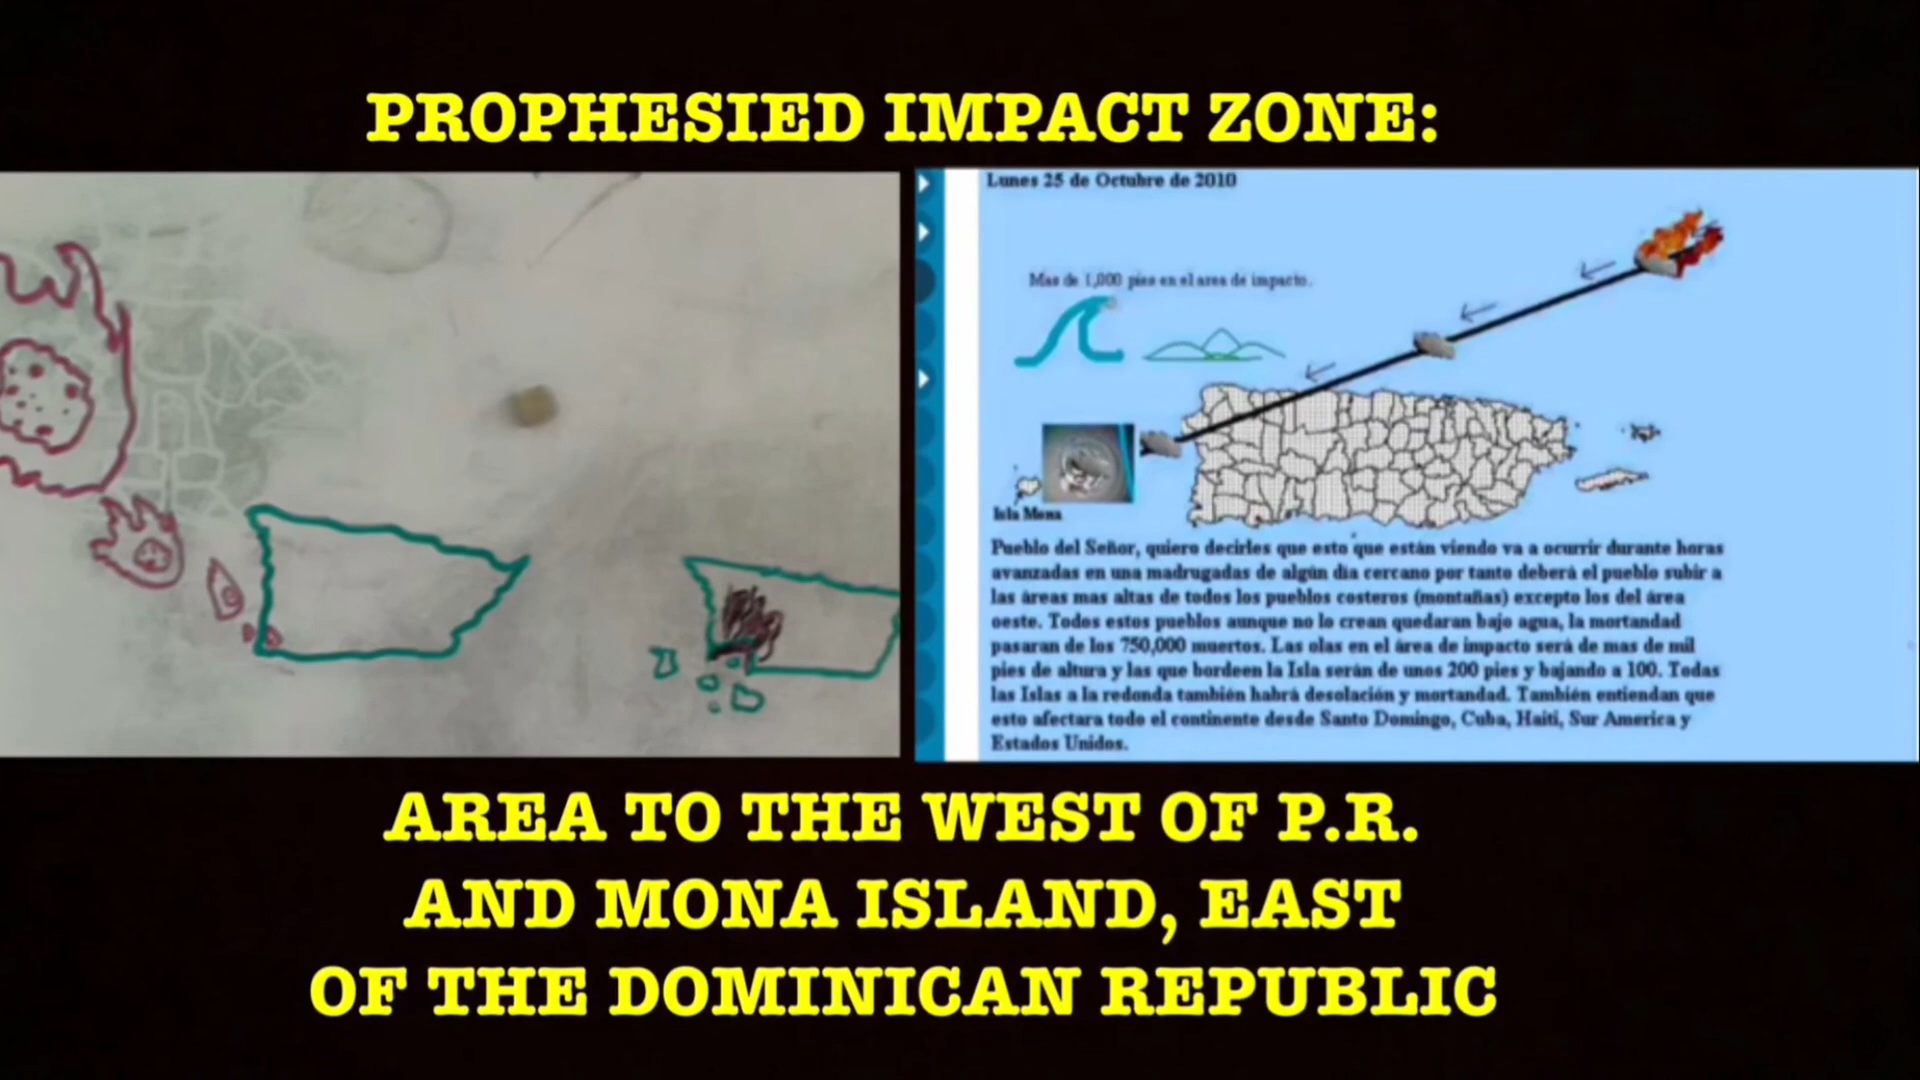 PROPHESIED IMPACT ZONE:
Lunes 25 de Octubre de 2010
Mas de 1,000 pies en el area de impacto.
Isla Mona
Pueblo del Señor, quiero decirles que esto que están viendo va a ocurrir durante horas
avanzadas en una madrugadas de algún dia cercano por tanto deberá el pueblo subir a
las áreas mas altas de todos los pueblos costeros (montañas) excepto los del área
oeste. Todos estos pueblos aunque no lo crean quedaran bajo agua, la mortandad
pasaran de los 750,000 muertos. Las olas en el área de impacto será de mas de mil
pies de altura y las que bordeen la Isla serán de unos 200 pies y bajando a 100. Todas
las Islas a la redonda también habrá desolación y mortandad. También entiendan que
esto afectara todo el continente desde Santo Domingo, Cuba, Haiti, Sur America y
Estados Unidos.
AREA TO THE WEST OF P.R.
AND MONA ISLAND, EAST
OF THE DOMINICAN REPUBLIC